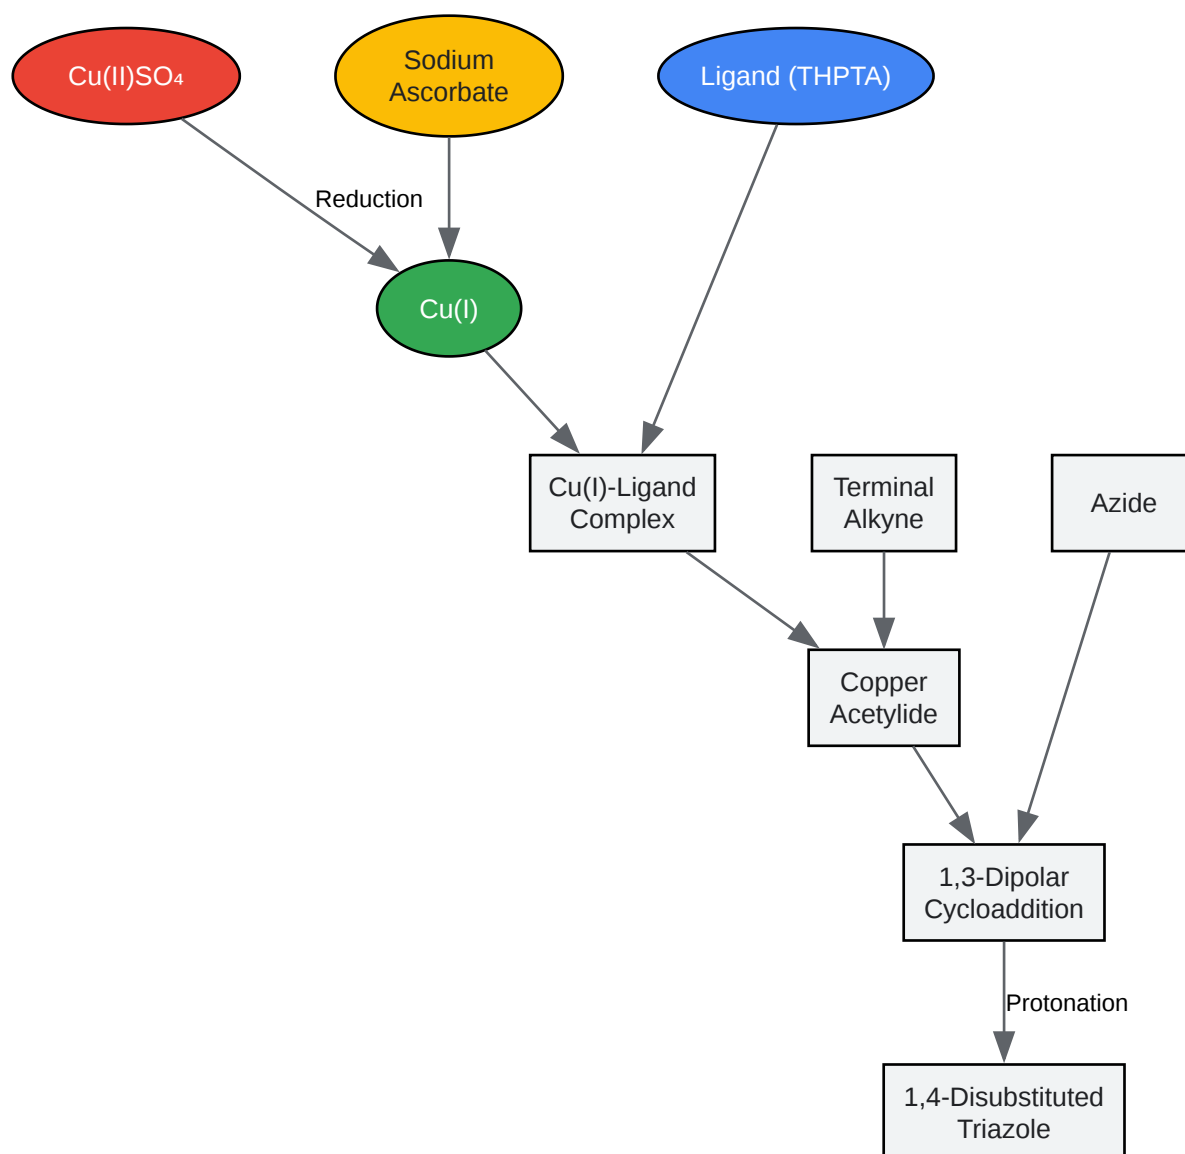 Cu(II)SO₄
Sodium
Ascorbate
Ligand (THPTA)
Reduction
Cu(I)
Cu(I)-Ligand
Complex
Terminal
Alkyne
Azide
Copper
Acetylide
1,3-Dipolar
Cycloaddition
Protonation
1,4-Disubstituted
Triazole